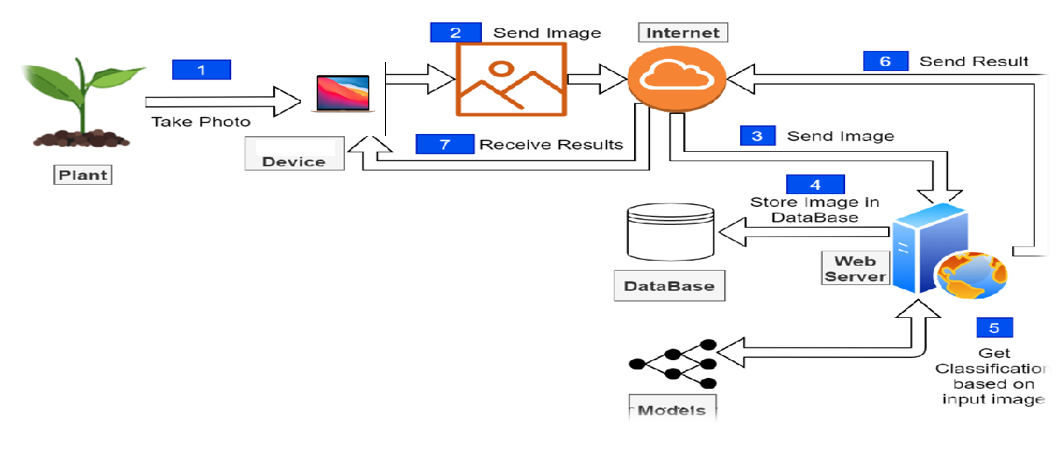 1
Take Photo
Plant
Device
2
Send Image
Internet
6
Send Result
7
Receive Results
3
Send Image
4
Store Image in
DataBase
DataBase
Web
Server
5
Get
Classification
based on
input image
Models